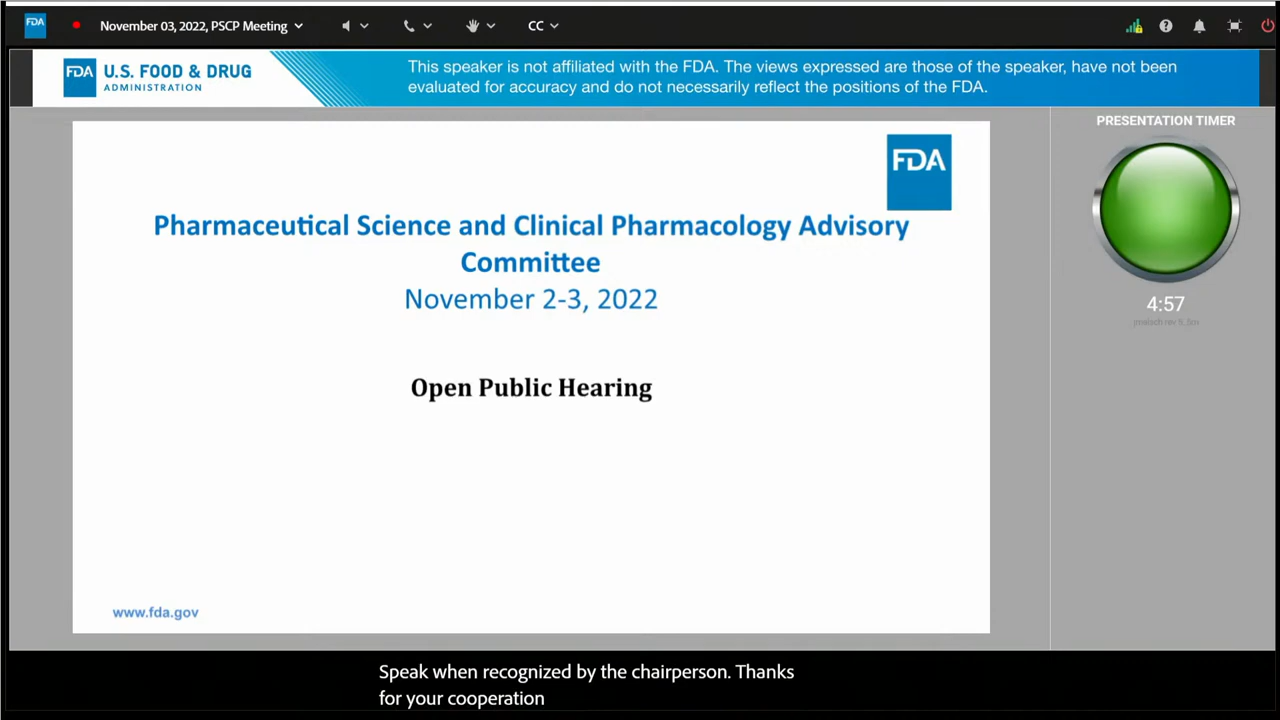 FDA
November 03, 2022, PSCP Meeting
CC
FDA U.S. FOOD & DRUG
ADMINISTRATION
This speaker is not affiliated with the FDA. The views expressed are those of the speaker, have not been
evaluated for accuracy and do not necessarily reflect the positions of the FDA.
PRESENTATION TIMER
FDA
Pharmaceutical Science and Clinical Pharmacology Advisory
Committee
November 2-3, 2022
4:57
Open Public Hearing
www.fda.gov
Speak when recognized by the chairperson. Thanks
for your cooperation